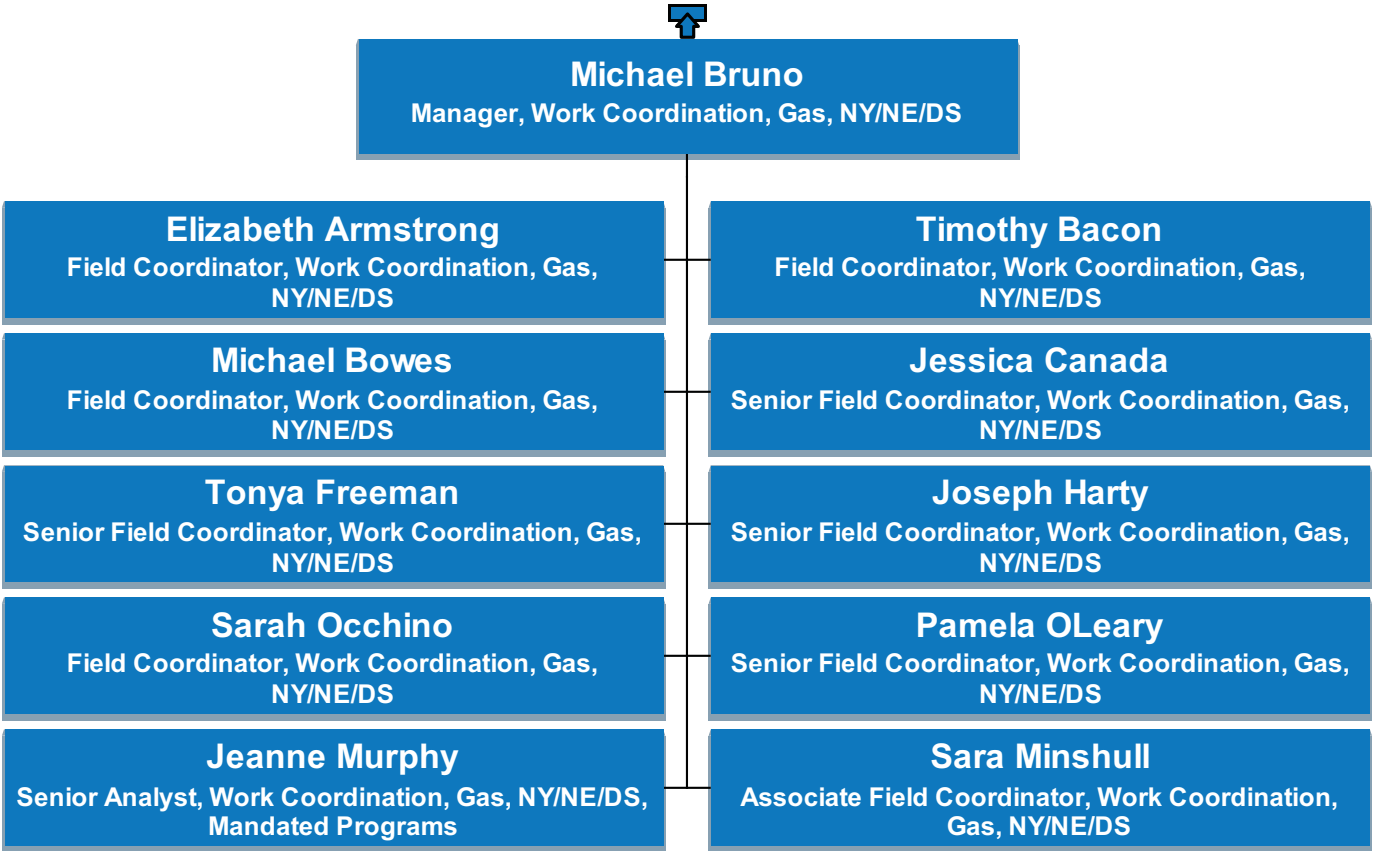 Michael Bruno
Manager, Work Coordination, Gas, NY/NE/DS
Elizabeth Armstrong
Field Coordinator, Work Coordination, Gas,
NY/NE/DS
Timothy Bacon
Field Coordinator, Work Coordination, Gas,
NY/NE/DS
Michael Bowes
Field Coordinator, Work Coordination, Gas,
NY/NE/DS
Jessica Canada
Senior Field Coordinator, Work Coordination, Gas,
NY/NE/DS
Tonya Freeman
Senior Field Coordinator, Work Coordination, Gas,
NY/NE/DS
Joseph Harty
Senior Field Coordinator, Work Coordination, Gas,
NY/NE/DS
Sarah Occhino
Field Coordinator, Work Coordination, Gas,
NY/NE/DS
Pamela OLeary
Senior Field Coordinator, Work Coordination, Gas,
NY/NE/DS
Jeanne Murphy
Senior Analyst, Work Coordination, Gas, NY/NE/DS,
Mandated Programs
Sara Minshull
Associate Field Coordinator, Work Coordination,
Gas, NY/NE/DS